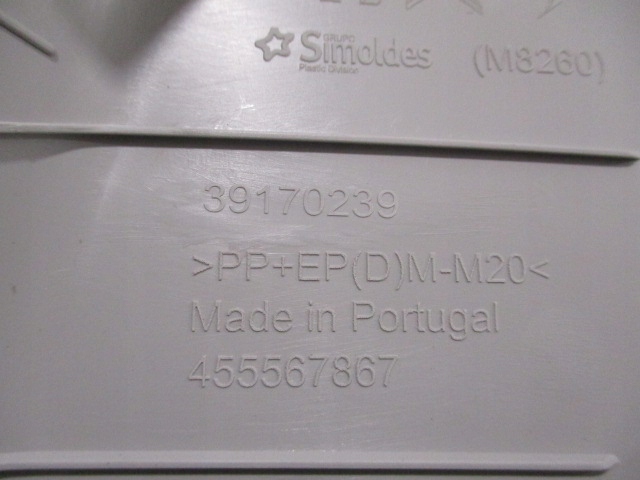 GRUPO
Simoldes
Plastic Division
(M8260)
39170239
>PP+EP(D)M-M20<
Made in Portugal
455567867